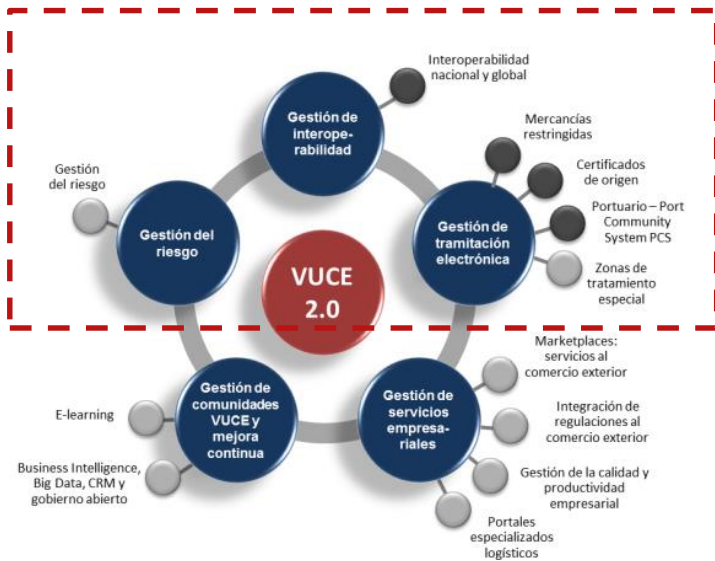 Interoperabilidad
nacional y global
Gestión de
interope-
rabilidad
Mercancías
restringidas
Certificados
de origen
Gestión
del riesgo
Portuario – Port
Community
System PCS
Gestión del
riesgo
Gestión de
tramitación
electrónica
VUCE
2.0
Zonas de
tratamiento
especial
Marketplaces:
servicios al
comercio exterior
Gestión de
comunidades
VUCE y
mejora
continua
Gestión de
servicios
empresa-
riales
E-learning
Integración de
regulaciones al
comercio exterior
Business Intelligence,
Big Data, CRM y
gobierno abierto
Gestión de la calidad y
productividad
empresarial
Portales
especializados
logísticos